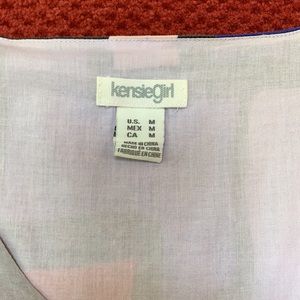 kensiegirl
U.S. M
MEX M
CA M
MADE IN CHINA
HECHO EN CHINA
FABRIQUÉ EN CHINE